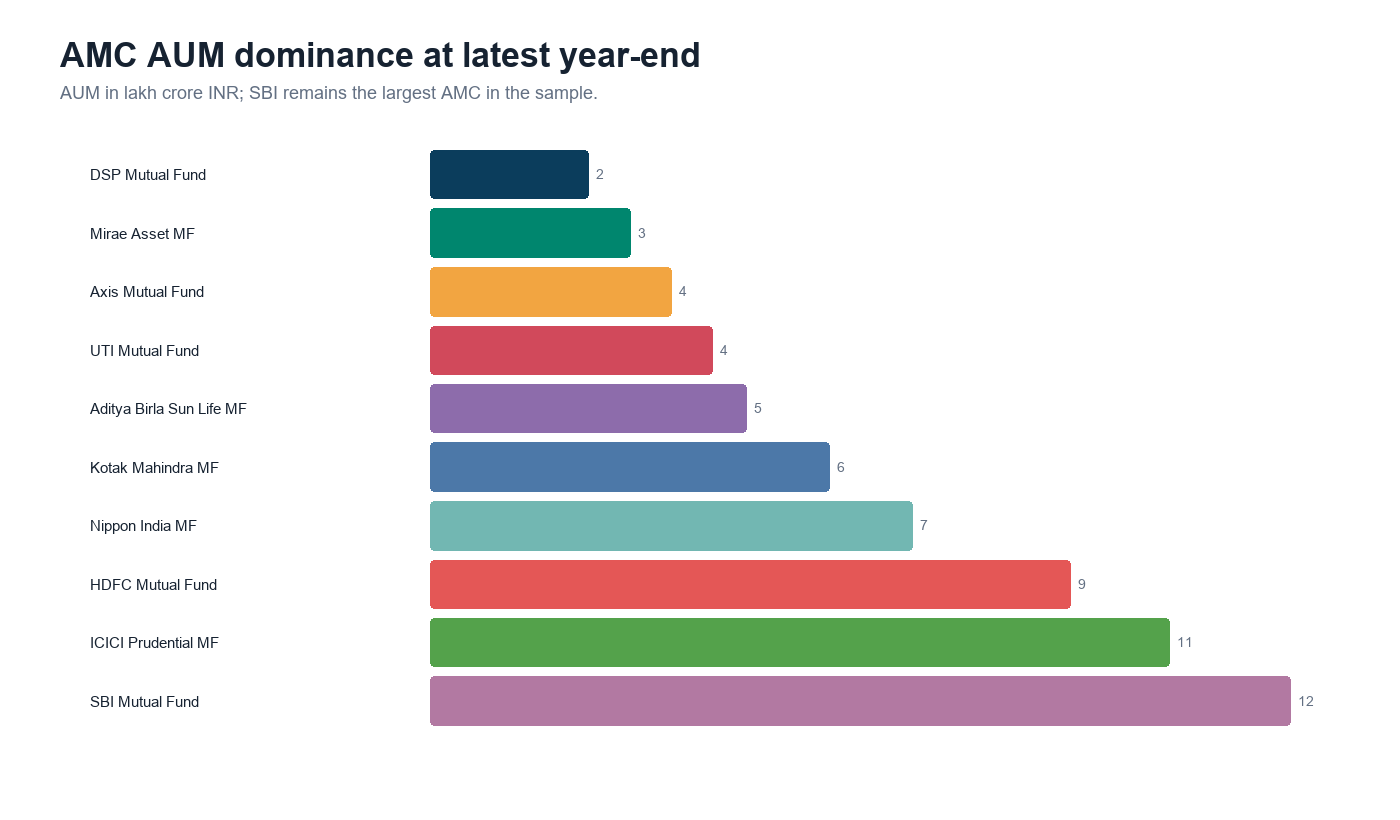 AMC AUM dominance at latest year-end
AUM in lakh crore INR; SBI remains the largest AMC in the sample.
DSP Mutual Fund 2
Mirae Asset MF 3
Axis Mutual Fund 4
UTI Mutual Fund 4
Aditya Birla Sun Life MF 5
Kotak Mahindra MF 6
Nippon India MF 7
HDFC Mutual Fund 9
ICICI Prudential MF 11
SBI Mutual Fund 12